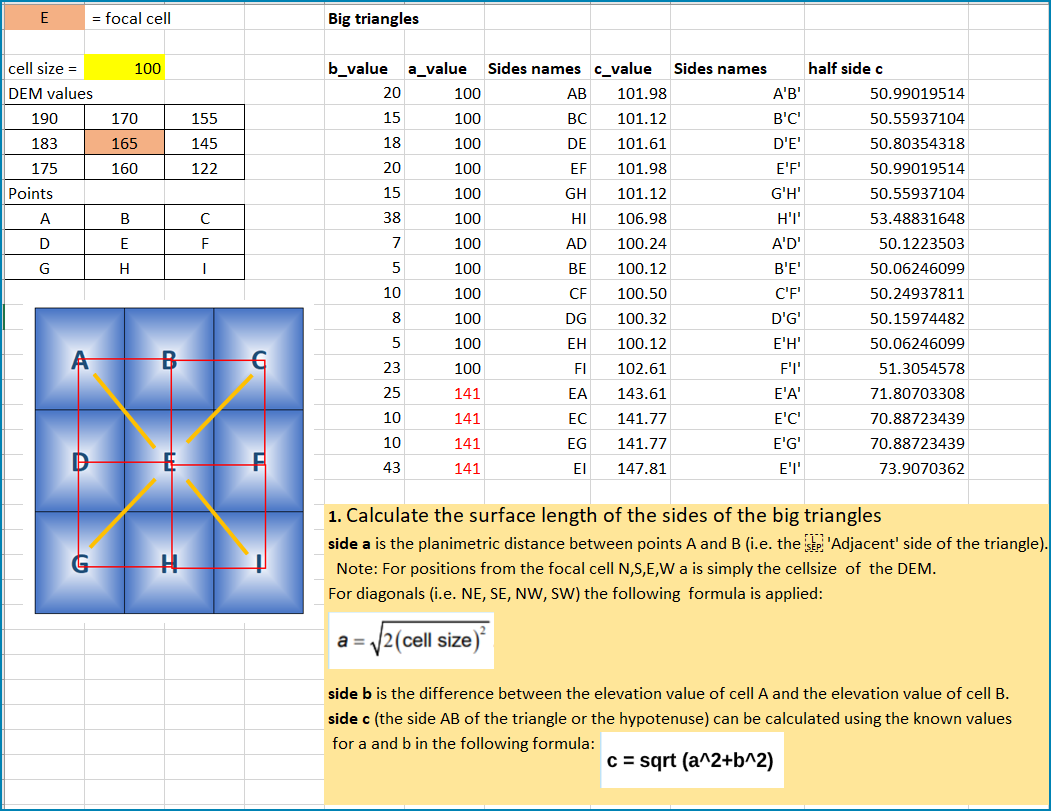 E = focal cell Big triangles
cell size = 100 b_value a_value Sides names c_value Sides names half side c
DEM values 20 100 AB 101.98 A'B' 50.99019514
190 170 155 15 100 BC 101.12 B'C' 50.55937104
183 165 145 18 100 DE 101.61 D'E' 50.80354318
175 160 122 20 100 EF 101.98 E'F' 50.99019514
Points 15 100 GH 101.12 G'H' 50.55937104
A B C 38 100 HI 106.98 H'I' 53.48831648
D E F 7 100 AD 100.24 A'D' 50.1223503
G H I 5 100 BE 100.12 B'E' 50.06246099
10 100 CF 100.50 C'F' 50.24937811
8 100 DG 100.32 D'G' 50.15974482
5 100 EH 100.12 E'H' 50.06246099
23 100 FI 102.61 F'I' 51.3054578
25 141 EA 143.61 E'A' 71.80703308
10 141 EC 141.77 E'C' 70.88723439
10 141 EG 141.77 E'G' 70.88723439
43 141 EI 147.81 E'I' 73.9070362
A B C
D E F
G H I
1. Calculate the surface length of the sides of the big triangles
side a is the planimetric distance between points A and B (i.e. the L SEP 'Adjacent' side of the triangle).
Note: For positions from the focal cell N,S,E,W a is simply the cellsize of the DEM.
For diagonals (i.e. NE, SE, NW, SW) the following formula is applied:
a = √2(cell size)²
side b is the difference between the elevation value of cell A and the elevation value of cell B.
side c (the side AB of the triangle or the hypotenuse) can be calculated using the known values
for a and b in the following formula:
c = sqrt (a^2+b^2)